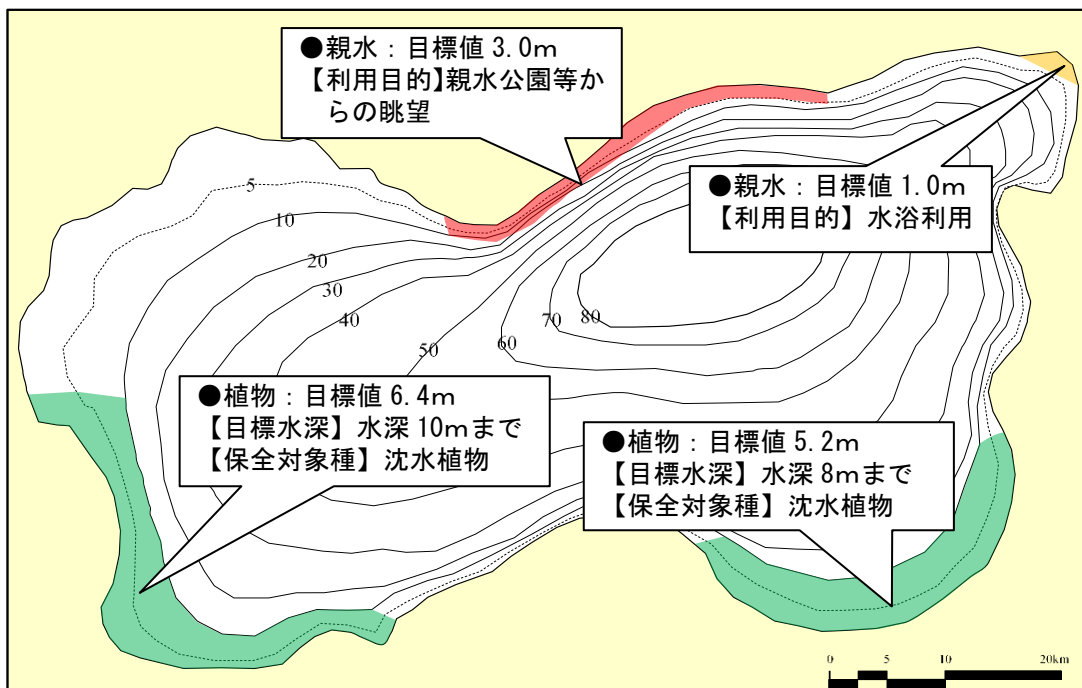 ●親水：目標値 3.0ｍ
【利用目的】親水公園等か
らの眺望
●親水：目標値 1.0ｍ
【利用目的】水浴利用
5
10
20
30
40
50
60
70
80
●植物：目標値 6.4ｍ
【目標水深】水深 10ｍまで
【保全対象種】沈水植物
●植物：目標値 5.2ｍ
【目標水深】水深 8ｍまで
【保全対象種】沈水植物
0 5 10 20km